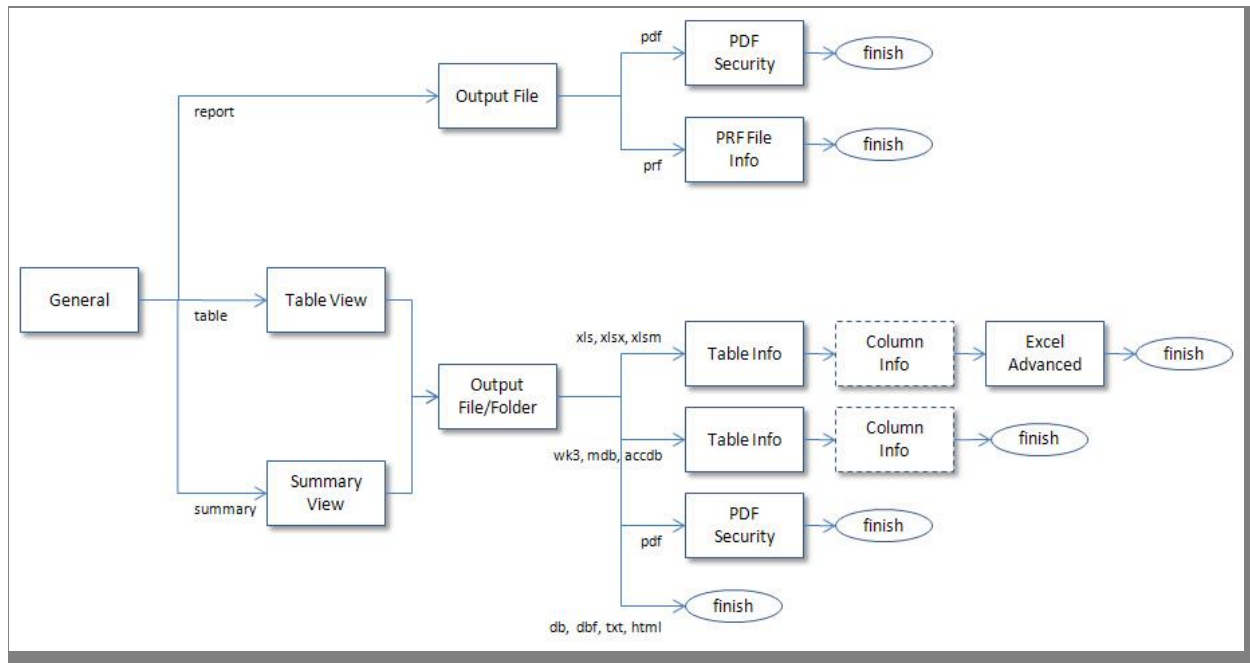 pdf
PDF
Security
finish
Output File
report
prf
PRF File
Info
finish
General
table
Table View
summary
Summary
View
Output
File/Folder
xls, xlsx, xlsm
Table Info
Column
Info
Excel
Advanced
finish
wk3, mdb, accdb
Table Info
Column
Info
finish
pdf
PDF
Security
finish
db, dbf, txt, html
finish